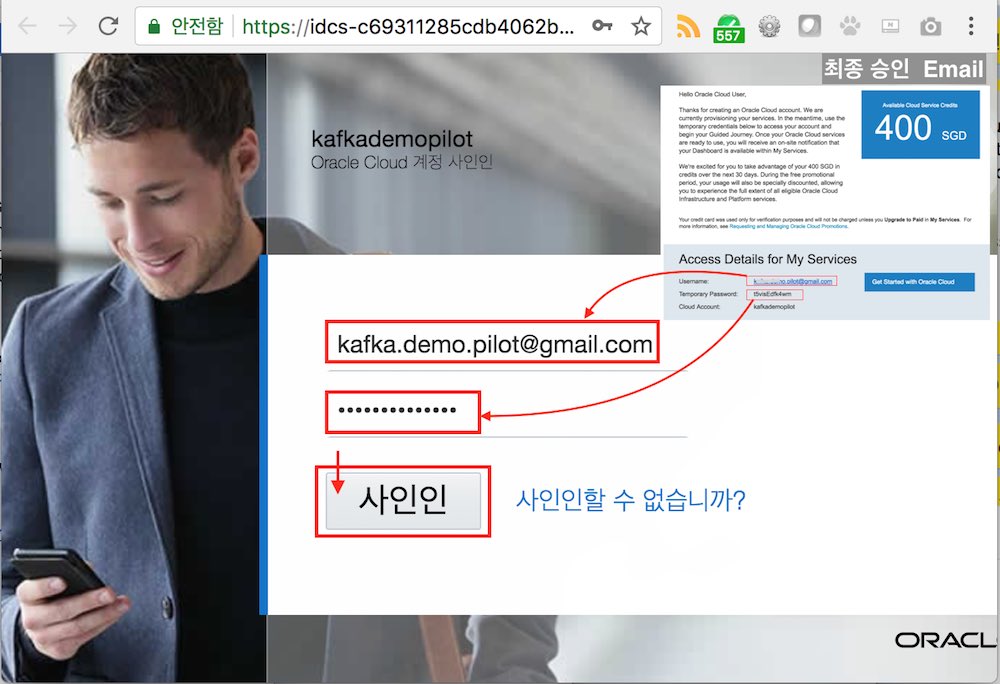 안전함 https://idcs-c69311285cdb4062b...
557
최종 승인 Email
Hello Oracle Cloud User,
Thanks for creating an Oracle Cloud account. We are
currently provisioning your services. In the meantime, use the
temporary credentials below to access your account and
begin your Guided Journey. Once your Oracle Cloud services
are ready to use, you will receive an on-site notification that
your Dashboard is available within My Services.
We're excited for you to take advantage of your 400 SGD in
credits over the next 30 days. During the free promotional
period, your usage will also be specially discounted, allowing
you to experience the full extent of all eligible Oracle Cloud
Infrastructure and Platform services.
Available Cloud Service Credits
400 SGD
Your credit card was used only for verification purposes and will not be charged unless you Upgrade to Paid in My Services. For
more information, see Requesting and Managing Oracle Cloud Promotions.
Access Details for My Services
Username: .pilot@gmail.com
Temporary Password: t5visEdfk4wm
Cloud Account: kafkademopilot
Get Started with Oracle Cloud
kafkademopilot
Oracle Cloud 계정 사인인
kafka.demo.pilot@gmail.com
••••••••••••••
사인인
사인인할 수 없습니까?
ORACL